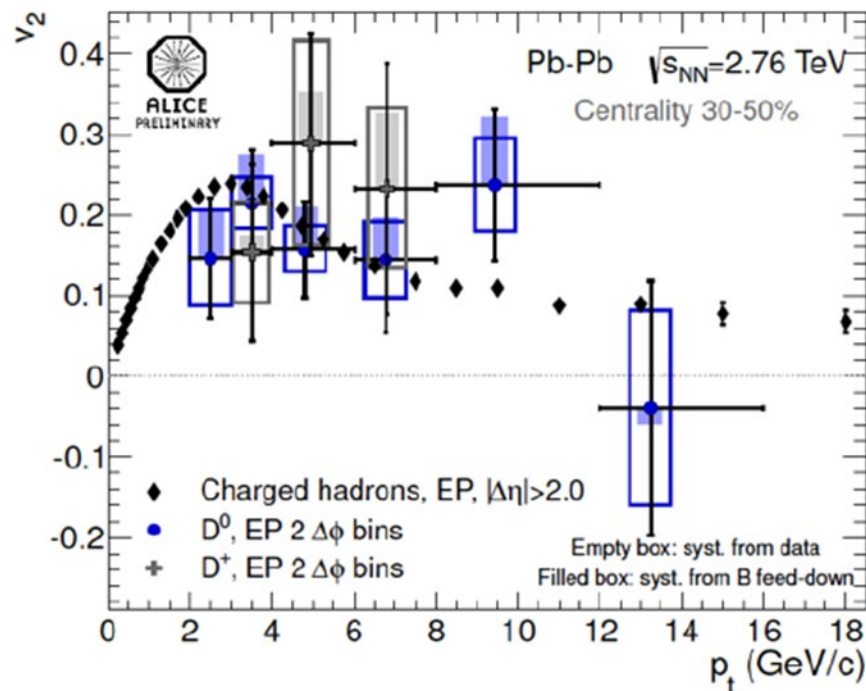 v₂
0.4
0.3
0.2
0.1
0
-0.1
-0.2
ALICE
PRELIMINARY
Pb-Pb √sNN=2.76 TeV
Centrality 30-50%
Charged hadrons, EP, |Δη|>2.0
D⁰, EP 2 Δϕ bins
D⁺, EP 2 Δϕ bins
Empty box: syst. from data
Filled box: syst. from B feed-down
0 2 4 6 8 10 12 14 16 18
pt (GeV/c)